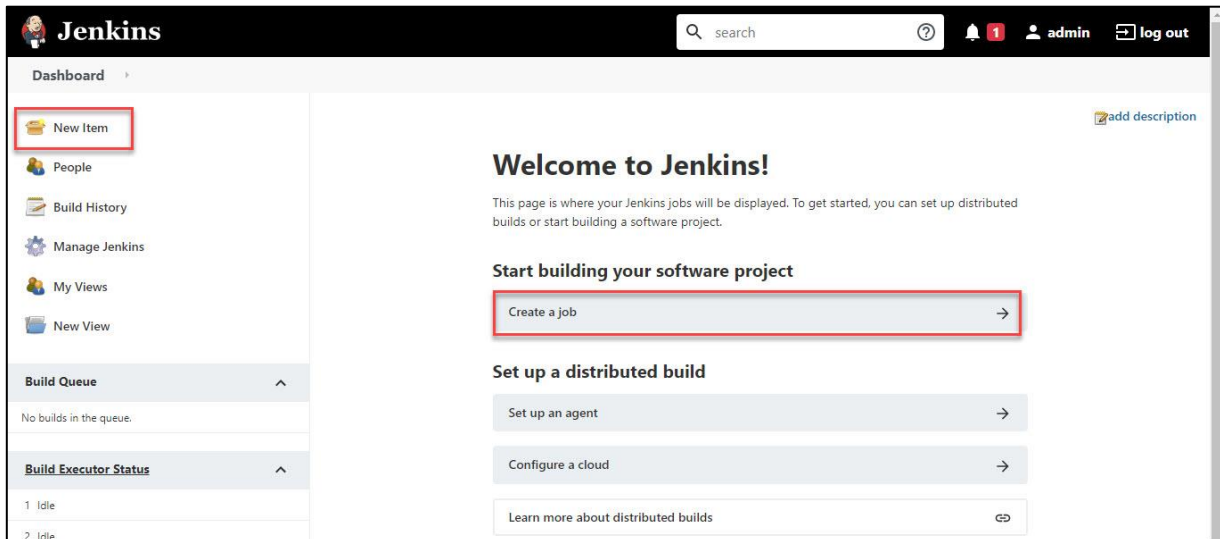 Jenkins
search
1
admin
log out
Dashboard
New Item
People
Build History
Manage Jenkins
My Views
New View
Build Queue
No builds in the queue.
Build Executor Status
1 Idle
2 Idle
add description
Welcome to Jenkins!
This page is where your Jenkins jobs will be displayed. To get started, you can set up distributed
builds or start building a software project.
Start building your software project
Create a job
Set up a distributed build
Set up an agent
Configure a cloud
Learn more about distributed builds